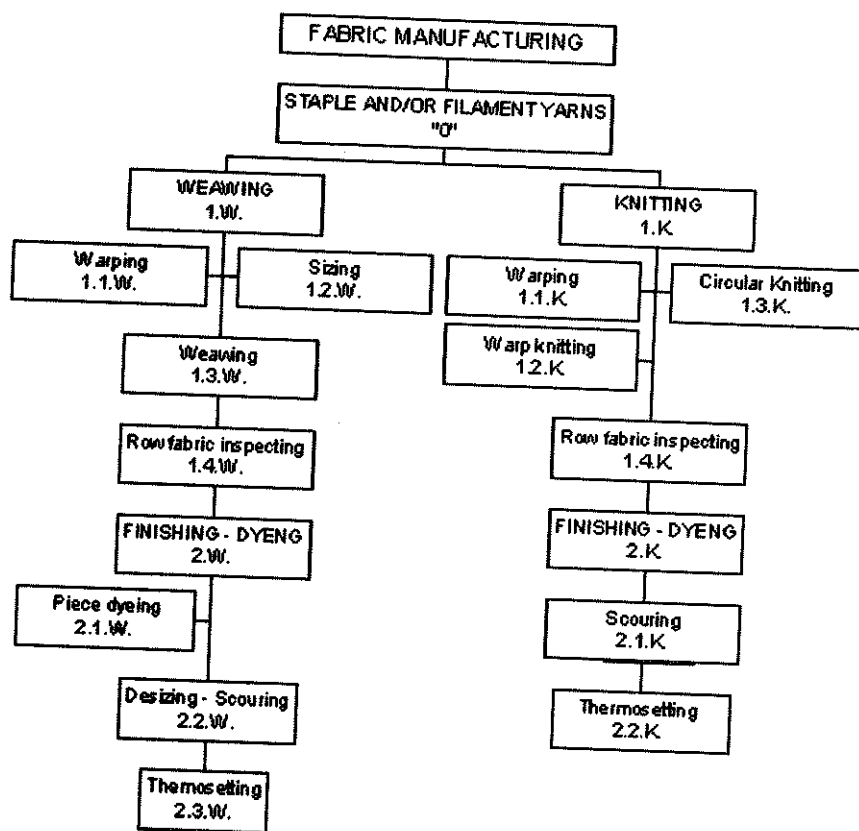 FABRIC MANUFACTURING
STAPLE AND/OR FILAMENT YARNS
"0"
WEAWING
1.W.
KNITTING
1.K
Warping
1.1.W.
Sizing
1.2.W.
Warping
1.1.K
Circular Knitting
1.3.K.
Weawing
1.3.W.
Warp knitting
1.2.K
Row fabric inspecting
1.4.W.
Row fabric inspecting
1.4.K
FINISHING - DYENG
2.W.
FINISHING - DYENG
2.K
Piece dyeing
2.1.W.
Scouring
2.1.K
Desizing - Scouring
2.2.W.
Thermosetting
2.2.K
Thermosetting
2.3.W.